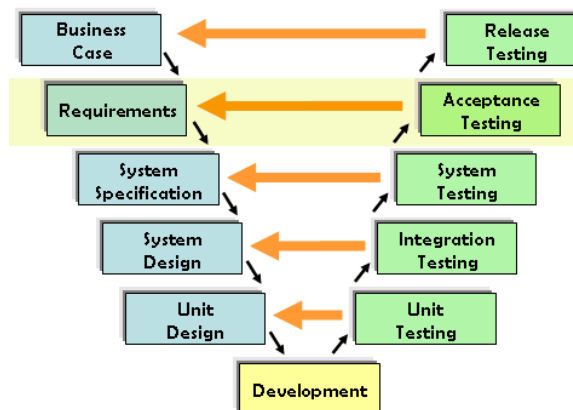 Business
Case
Release
Testing
Requirements
Acceptance
Testing
System
Specification
System
Testing
System
Design
Integration
Testing
Unit
Design
Unit
Testing
Development